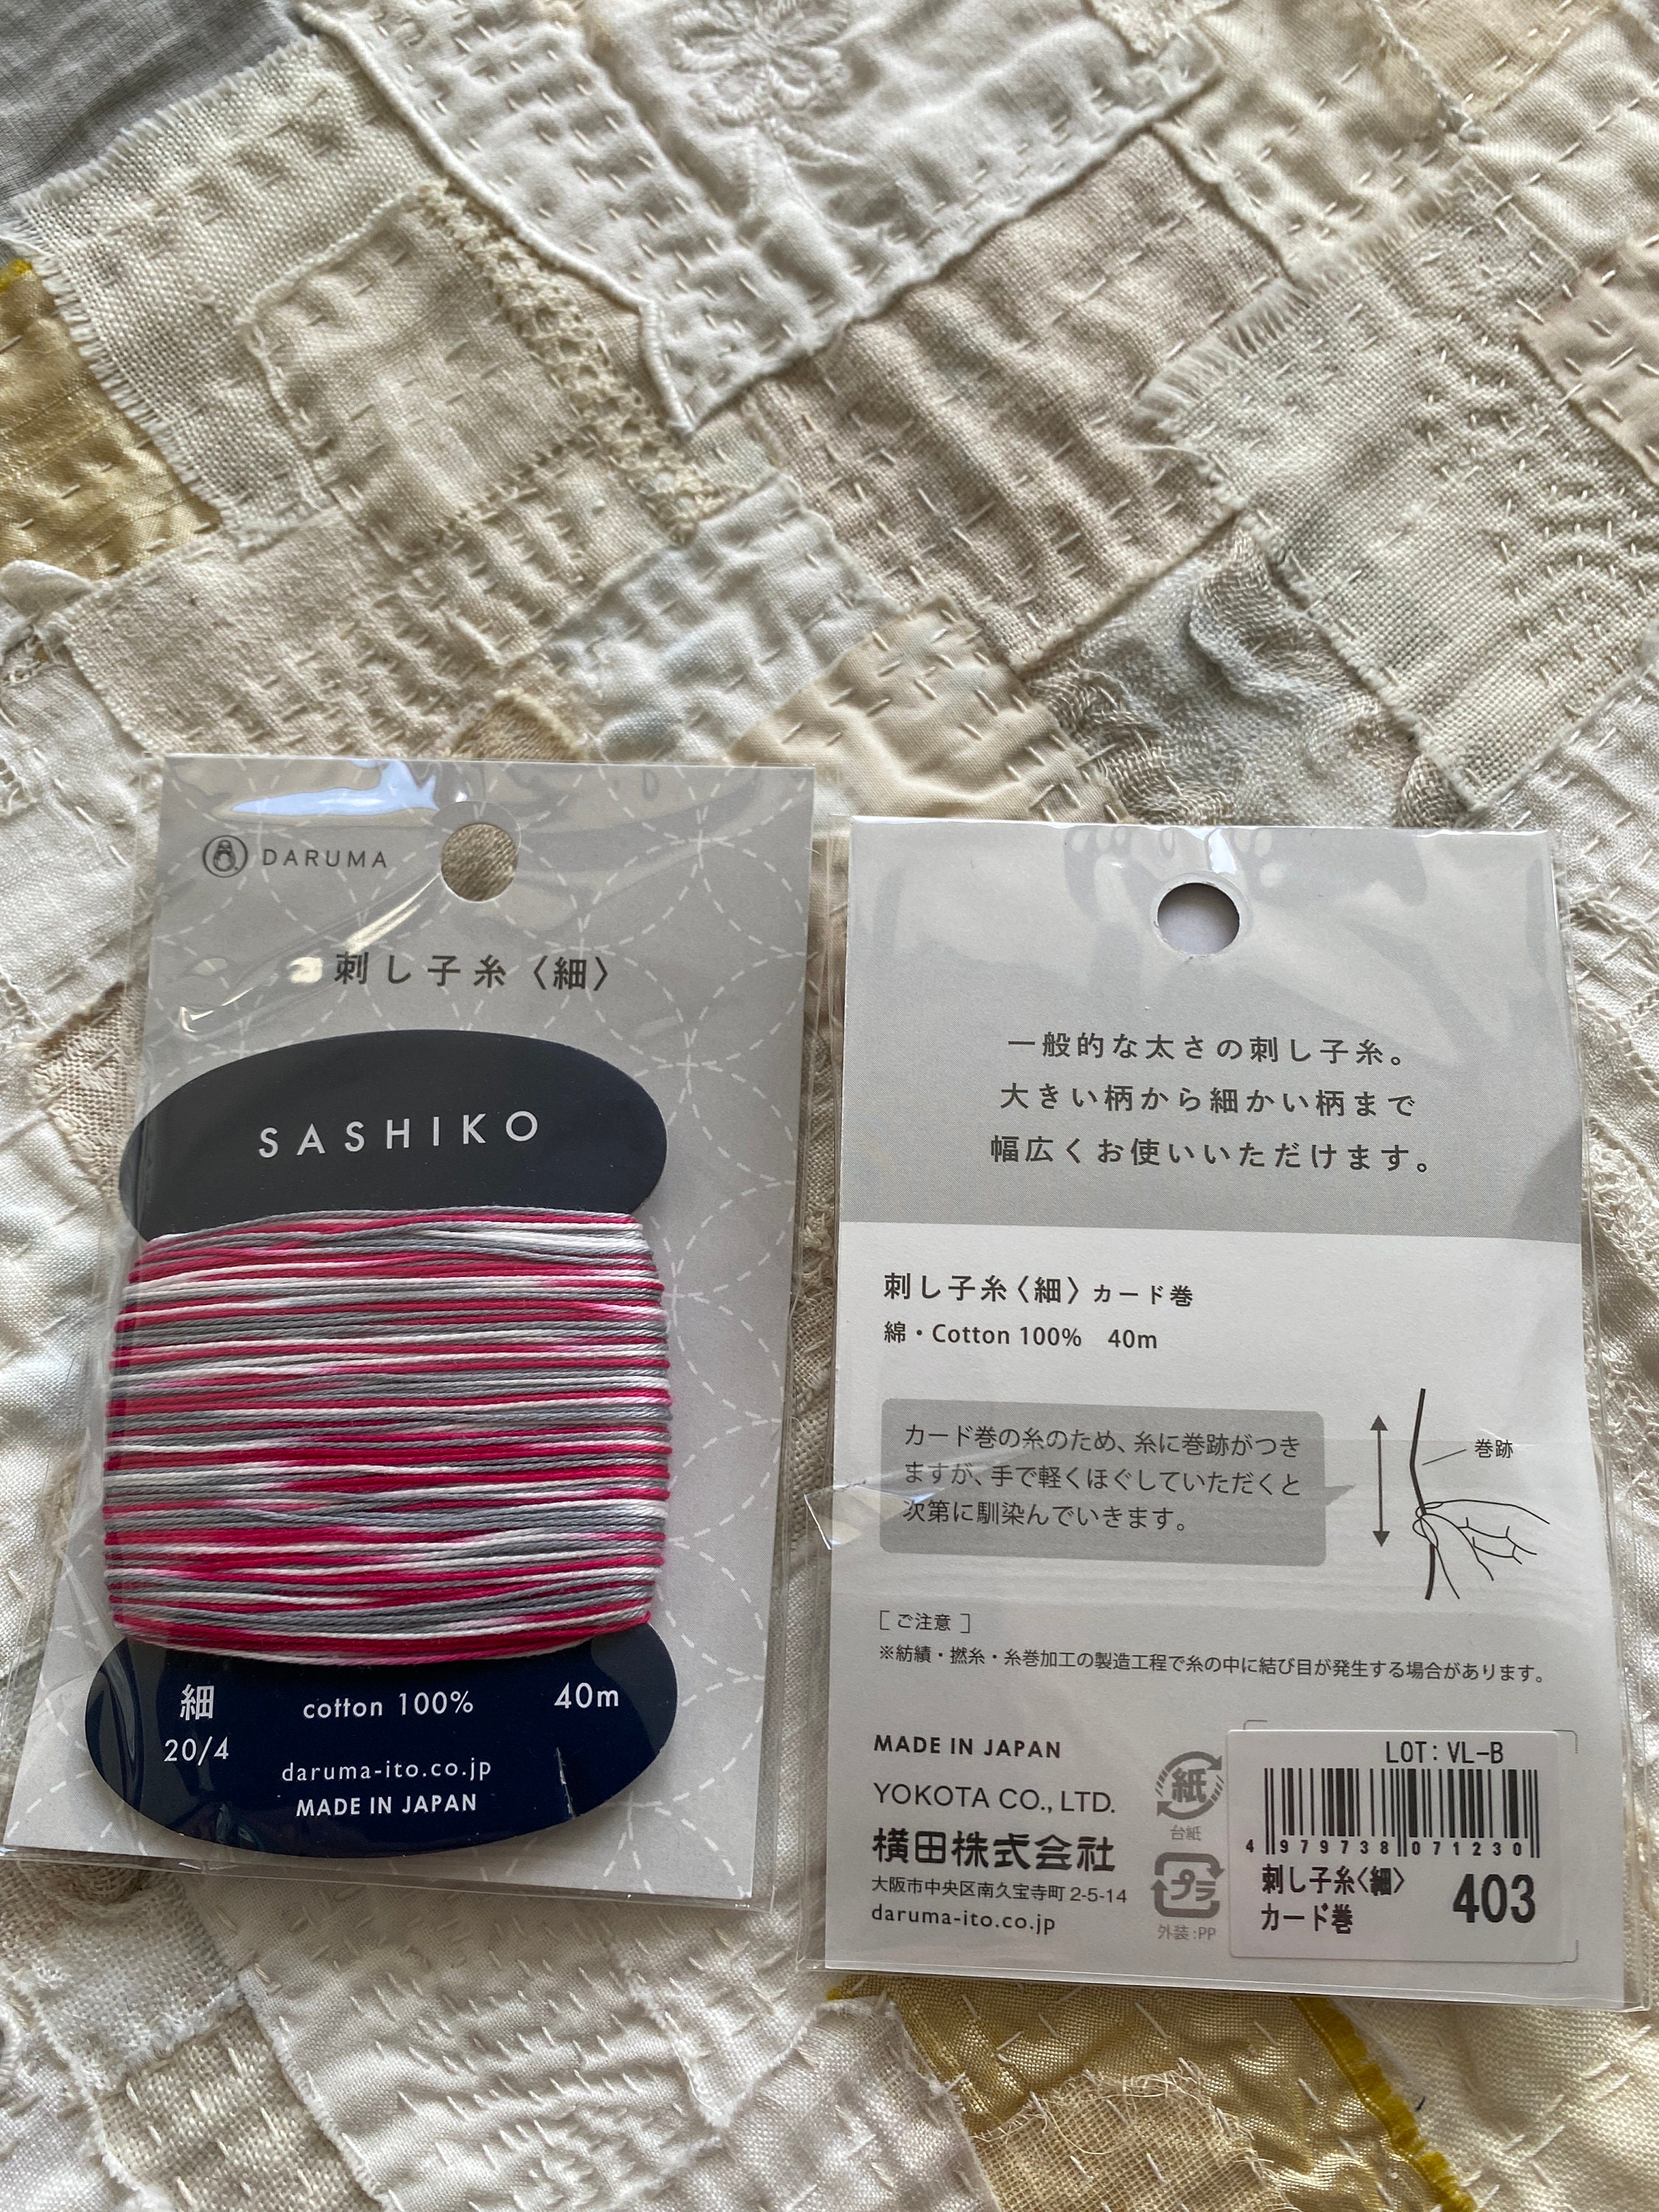 DARUMA
刺し子糸〈細〉
SASHIKO
細
20/4
cotton 100%
40m
daruma-ito.co.jp
MADE IN JAPAN
一般的な太さの刺し子糸。
大きい柄から細かい柄まで
幅広くお使いいただけます。
刺し子糸〈細〉カード巻
綿・Cotton 100% 40m
カード巻の糸のため、糸に巻跡がつき
ますが、手で軽くほぐしていただくと
次第に馴染んでいきます。
巻跡
［ご注意］
※紡績・撚糸・糸巻加工の製造工程で糸の中に結び目が発生する場合があります。
MADE IN JAPAN
YOKOTA CO., LTD.
横田株式会社
大阪市中央区南久宝寺町 2-5-14
daruma-ito.co.jp
紙
台紙
プラ
外装:PP
LOT: VL-B
4 979738 071230
刺し子糸〈細〉
カード巻
403